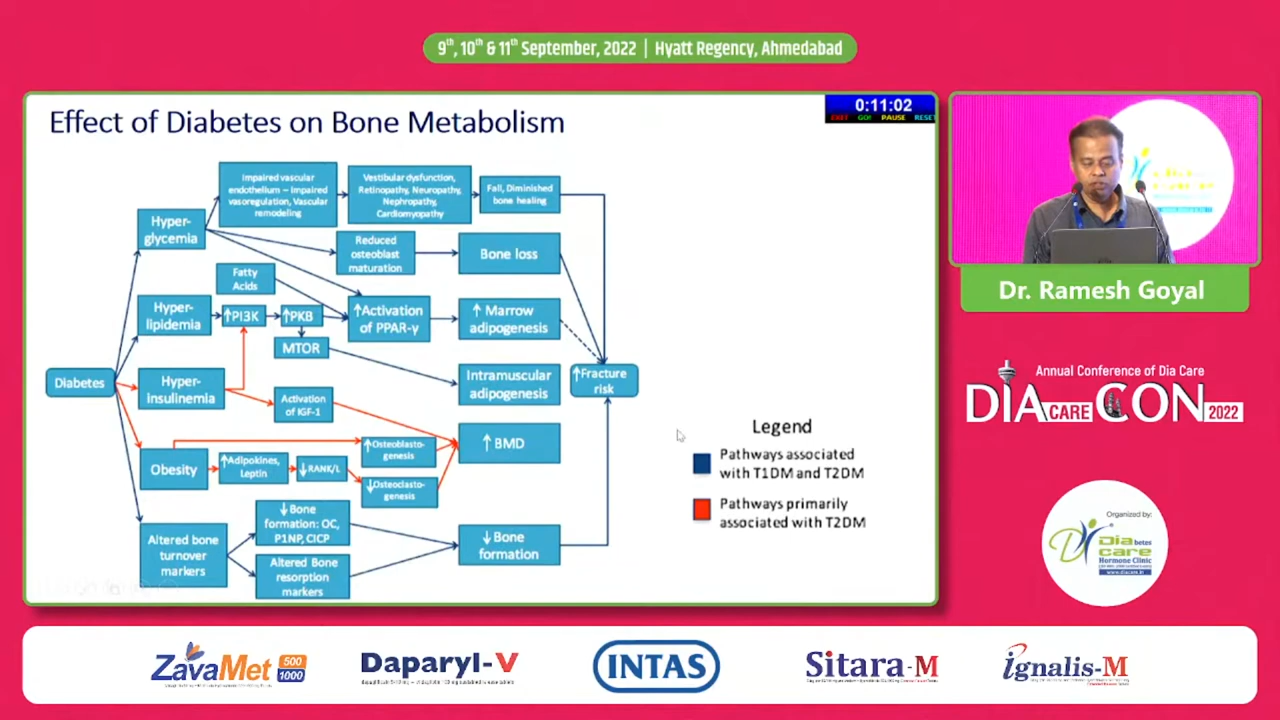 9th, 10th & 11th September, 2022 | Hyatt Regency, Ahmedabad
Effect of Diabetes on Bone Metabolism
0:11:02
EXIT GO! PAUSE RESET
Impaired vascular
endothelium – Impaired
vasoregulation, Vascular
remodeling
Vestibular dysfunction,
Retinopathy, Neuropathy,
Nephropathy,
Cardiomyopathy
Fall, Diminished
bone healing
Hyper-
glycemia
Reduced
osteoblast
maturation
Bone loss
Fatty
Acids
Hyper-
lipidemia
↑PI3K
↑PKB
↑Activation
of PPAR-γ
↑ Marrow
adipogenesis
MTOR
Diabetes
Hyper-
insulinemia
Activation
of IGF-1
Intramuscular
adipogenesis
↑Fracture
risk
Obesity
↑Adipokines,
Leptin
↓RANK/L
↑Osteoblasto-
genesis
↓Osteoclasto-
genesis
↑ BMD
Altered bone
turnover
markers
↓Bone
formation: OC,
P1NP, CICP
Altered Bone
resorption
markers
↓Bone
formation
Legend
Pathways associated
with T1DM and T2DM
Pathways primarily
associated with T2DM
Dr. Ramesh Goyal
Annual Conference of Dia Care
DIA CARE CON 2022
Organized by:
Diabetes
care
Hormone Clinic
ZavaMet 500 1000
Daparyl-V
INTAS
Sitara-M
ignalis-M